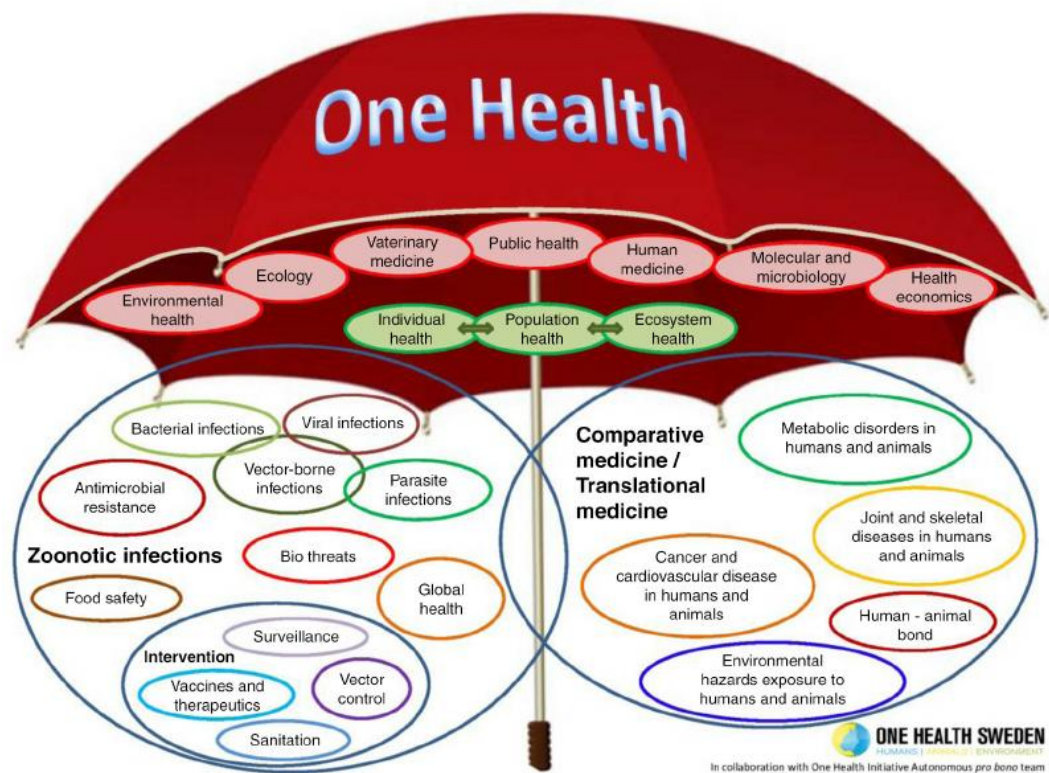 One Health
Vaterinary
medicine
Public health
Human
medicine
Ecology
Molecular and
microbiology
Environmental
health
Health
economics
Individual
health
Population
health
Ecosystem
health
Bacterial infections
Viral infections
Vector-borne
infections
Parasite
infections
Antimicrobial
resistance
Zoonotic infections
Bio threats
Food safety
Global
health
Surveillance
Intervention
Vaccines and
therapeutics
Vector
control
Sanitation
Comparative
medicine /
Translational
medicine
Metabolic disorders in
humans and animals
Joint and skeletal
diseases in humans
and animals
Cancer and
cardiovascular disease
in humans and
animals
Human - animal
bond
Environmental
hazards exposure to
humans and animals
ONE HEALTH SWEDEN
HUMANS | ANIMALS | ENVIRONMENT
In collaboration with One Health Initiative Autonomous pro bono team